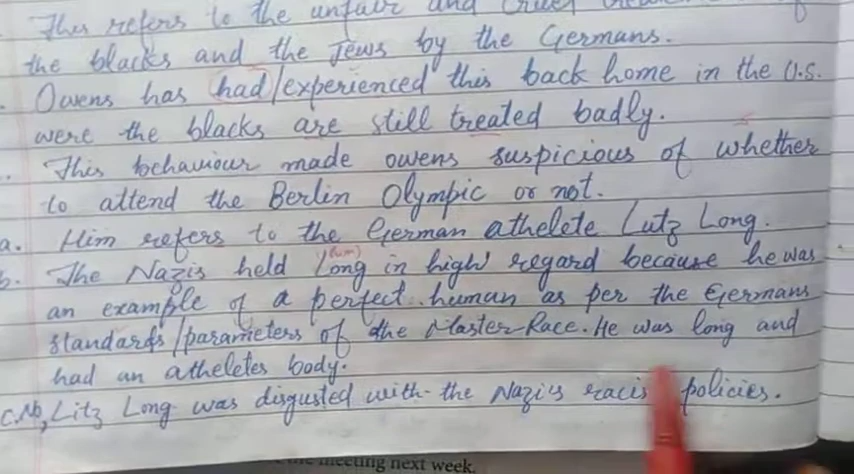 This refers to the unfair and cruel of
the blacks and the Jews by the Germans.
Owens has had/experienced this back home in the U.S.
were the blacks are still treated badly.
This behaviour made owens suspicious of whether
to attend the Berlin Olympic or not.
a. Him refers to the German athelete Lutz Long.
(him)
b. The Nazis held Long in high regard because he was
an example of a perfect human as per the Germans
standards/parameters of the Master-Race. He was long and
had an atheletes body.
c. No, Litz Long was disgusted with the Nazi's racis policies.
meeting next week.